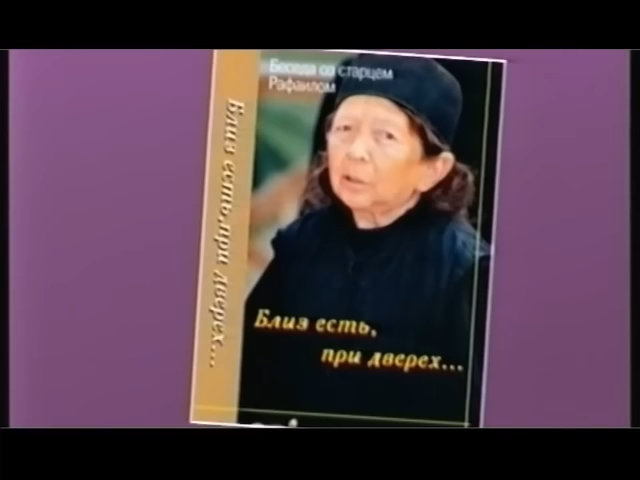 Беседа со старцем
Рафаилом
Близ есть,при дверех...
Близ есть,
при дверех...